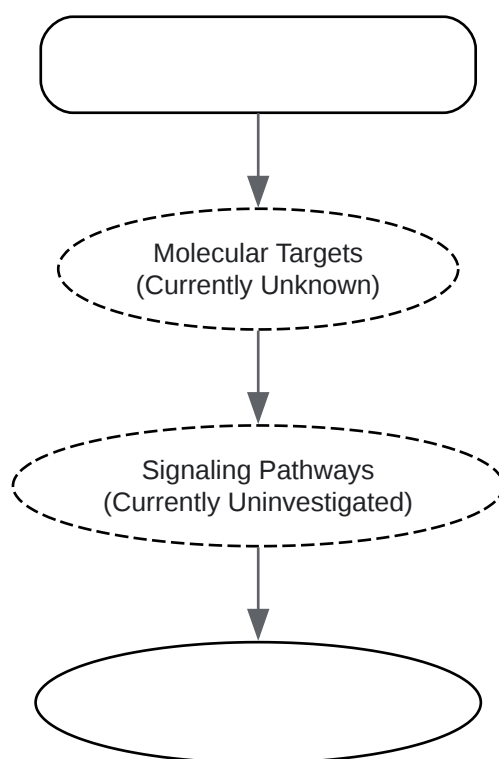 Molecular Targets
(Currently Unknown)
Signaling Pathways
(Currently Uninvestigated)